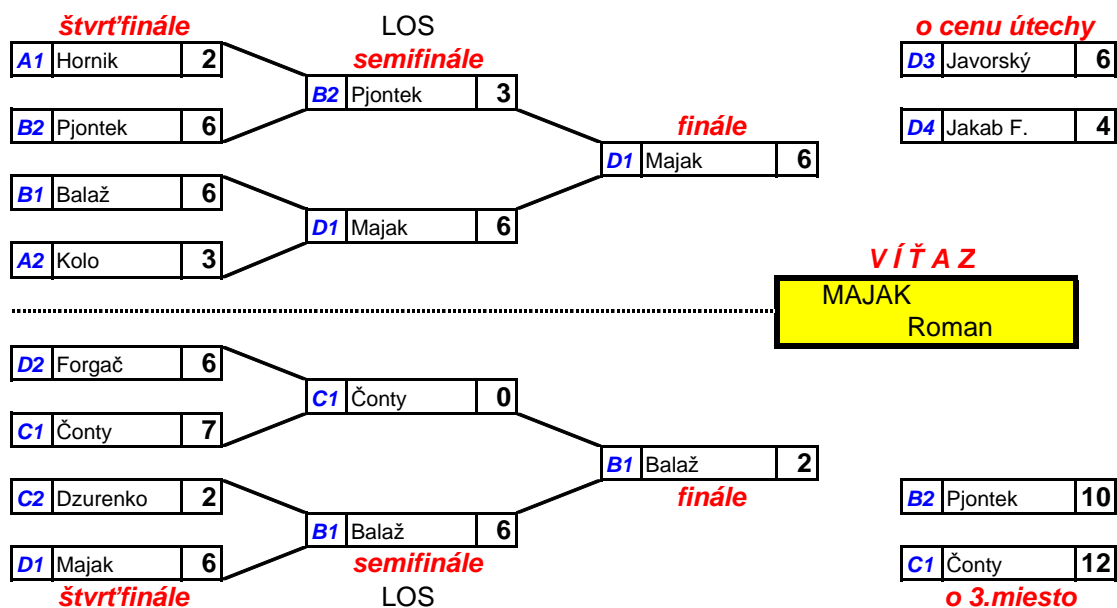 štvrťfinále LOS o cenu útechy
A1 Hornik 2 semifinále D3 Javorský 6
B2 Pjontek 3
B2 Pjontek 6 finále D4 Jakab F. 4
D1 Majak 6
B1 Balaž 6
D1 Majak 6
A2 Kolo 3 V Í Ť A Z
MAJAK
Roman
D2 Forgač 6
C1 Čonty 0
C1 Čonty 7
B1 Balaž 2
C2 Dzurenko 2 finále B2 Pjontek 10
B1 Balaž 6
D1 Majak 6 semifinále C1 Čonty 12
štvrťfinále LOS o 3.miesto